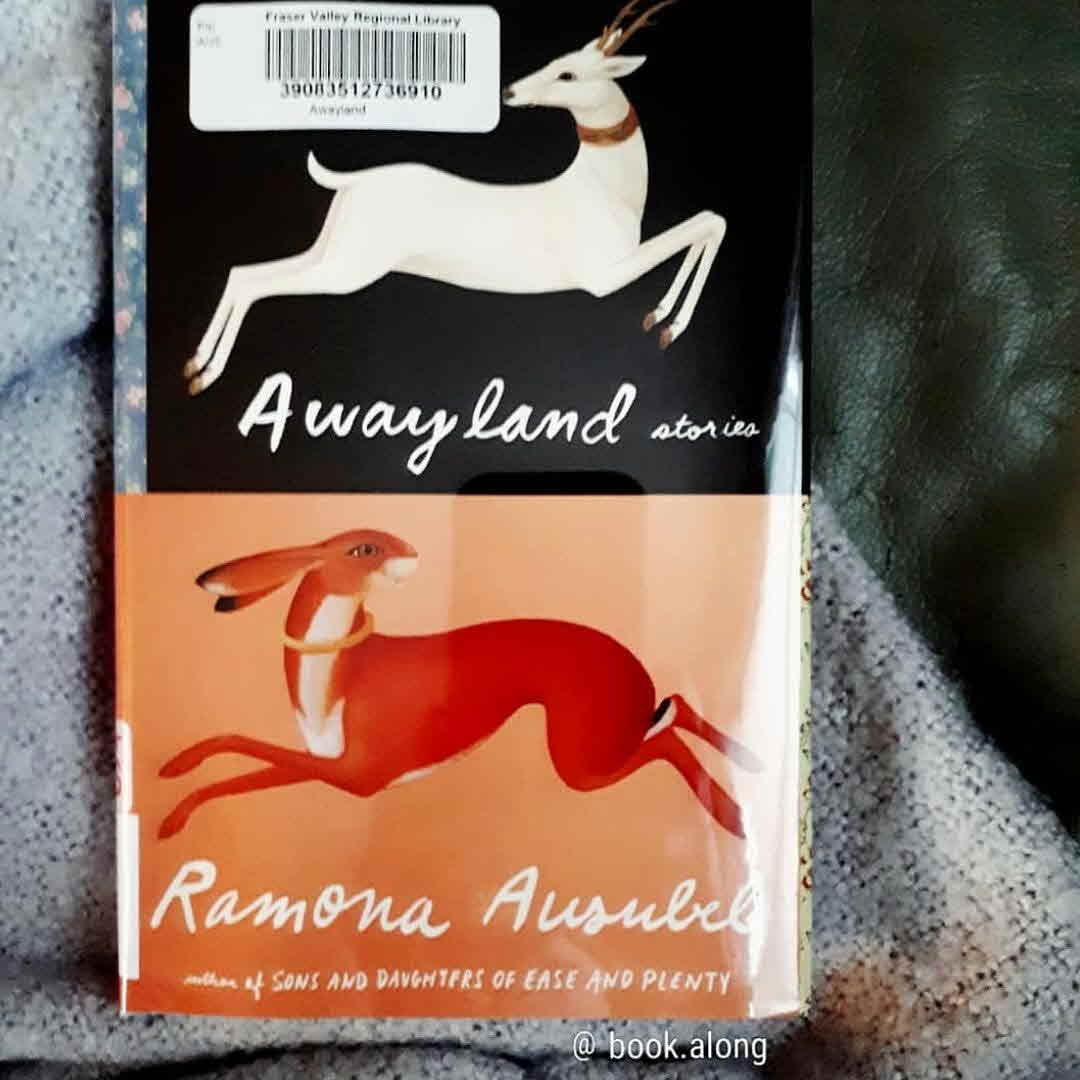 Fraser Valley Regional Library
39083512736910
Awayland
Awayland stories
Ramona Ausubel
author of SONS AND DAUGHTERS OF EASE AND PLENTY
@ book.along